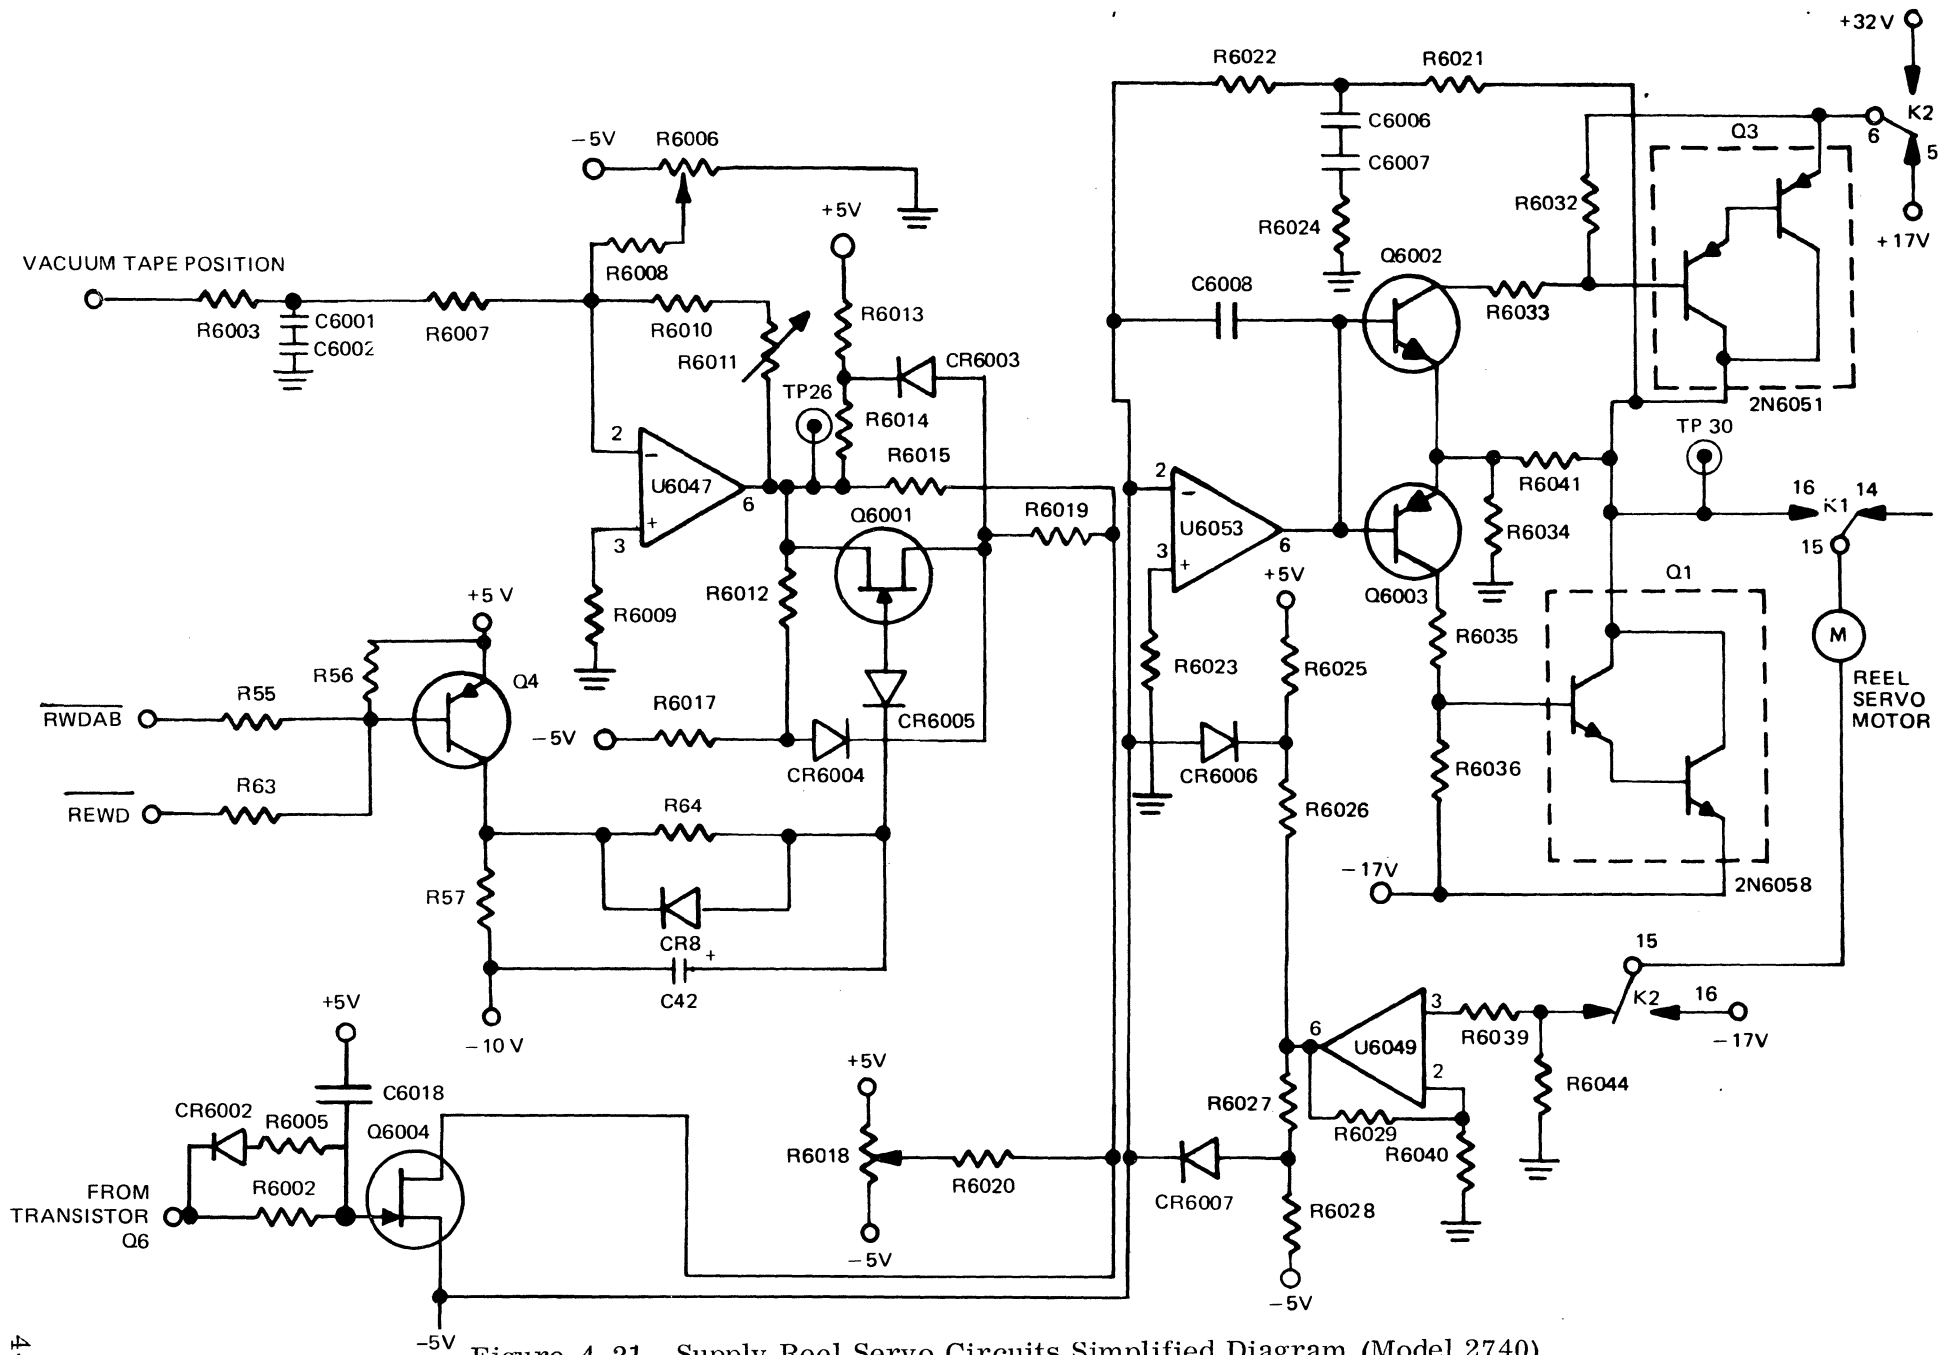 +32V
R6022
R6021
K2
C6006
Q3
6
5
-5V
R6006
C6007
+5V
R6032
R6024
+17V
VACUUM TAPE POSITION
R6008
Q6002
C6008
R6003
C6001
C6002
R6007
R6010
R6013
R6033
R6011
CR6003
TP26
R6014
2N6051
TP 30
2
-
R6015
U6047
6
2
-
R6041
16
K1
14
+
3
Q6001
R6019
U6053
6
R6034
3
+
15
+5V
R6012
Q6003
Q1
+5 V
R6009
R6035
M
R56
Q4
R6023
R6025
REEL
SERVO
MOTOR
R55
R6017
CR6005
RWDAB
-5V
CR6004
CR6006
R6036
R63
R64
R6026
REWD
R57
-17V
2N6058
CR8
+
C42
15
+5V
-10 V
K2
16
3
R6039
-17V
6
U6049
+5V
2
R6044
C6018
CR6002
R6005
Q6004
R6027
R6029
R6018
R6040
R6002
R6020
CR6007
FROM
TRANSISTOR
Q6
R6028
-5V
-5V
-5V
Figure 4-21. Supply Reel Servo Circuits Simplified Diagram (Model 2740)